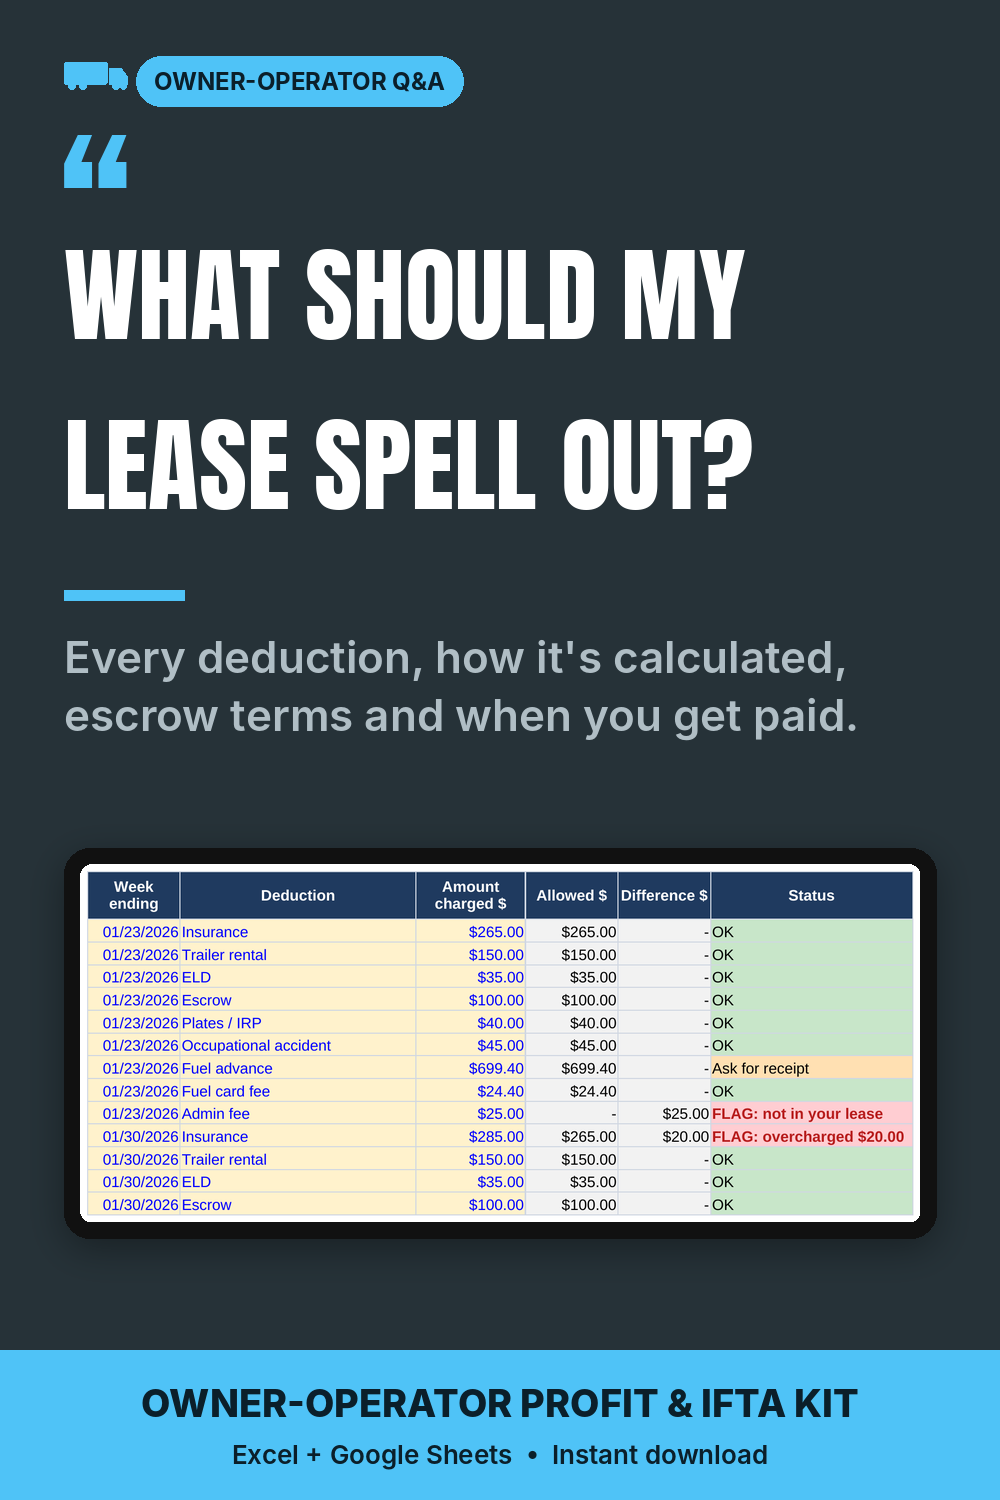 OWNER-OPERATOR Q&A
“
WHAT SHOULD MY
LEASE SPELL OUT?
Every deduction, how it's calculated,
escrow terms and when you get paid.
Week ending Deduction Amount charged $ Allowed $ Difference $ Status
01/23/2026 Insurance $265.00 $265.00 - OK
01/23/2026 Trailer rental $150.00 $150.00 - OK
01/23/2026 ELD $35.00 $35.00 - OK
01/23/2026 Escrow $100.00 $100.00 - OK
01/23/2026 Plates / IRP $40.00 $40.00 - OK
01/23/2026 Occupational accident $45.00 $45.00 - OK
01/23/2026 Fuel advance $699.40 $699.40 - Ask for receipt
01/23/2026 Fuel card fee $24.40 $24.40 - OK
01/23/2026 Admin fee $25.00 - $25.00 FLAG: not in your lease
01/30/2026 Insurance $285.00 $265.00 $20.00 FLAG: overcharged $20.00
01/30/2026 Trailer rental $150.00 $150.00 - OK
01/30/2026 ELD $35.00 $35.00 - OK
01/30/2026 Escrow $100.00 $100.00 - OK
OWNER-OPERATOR PROFIT & IFTA KIT
Excel + Google Sheets • Instant download